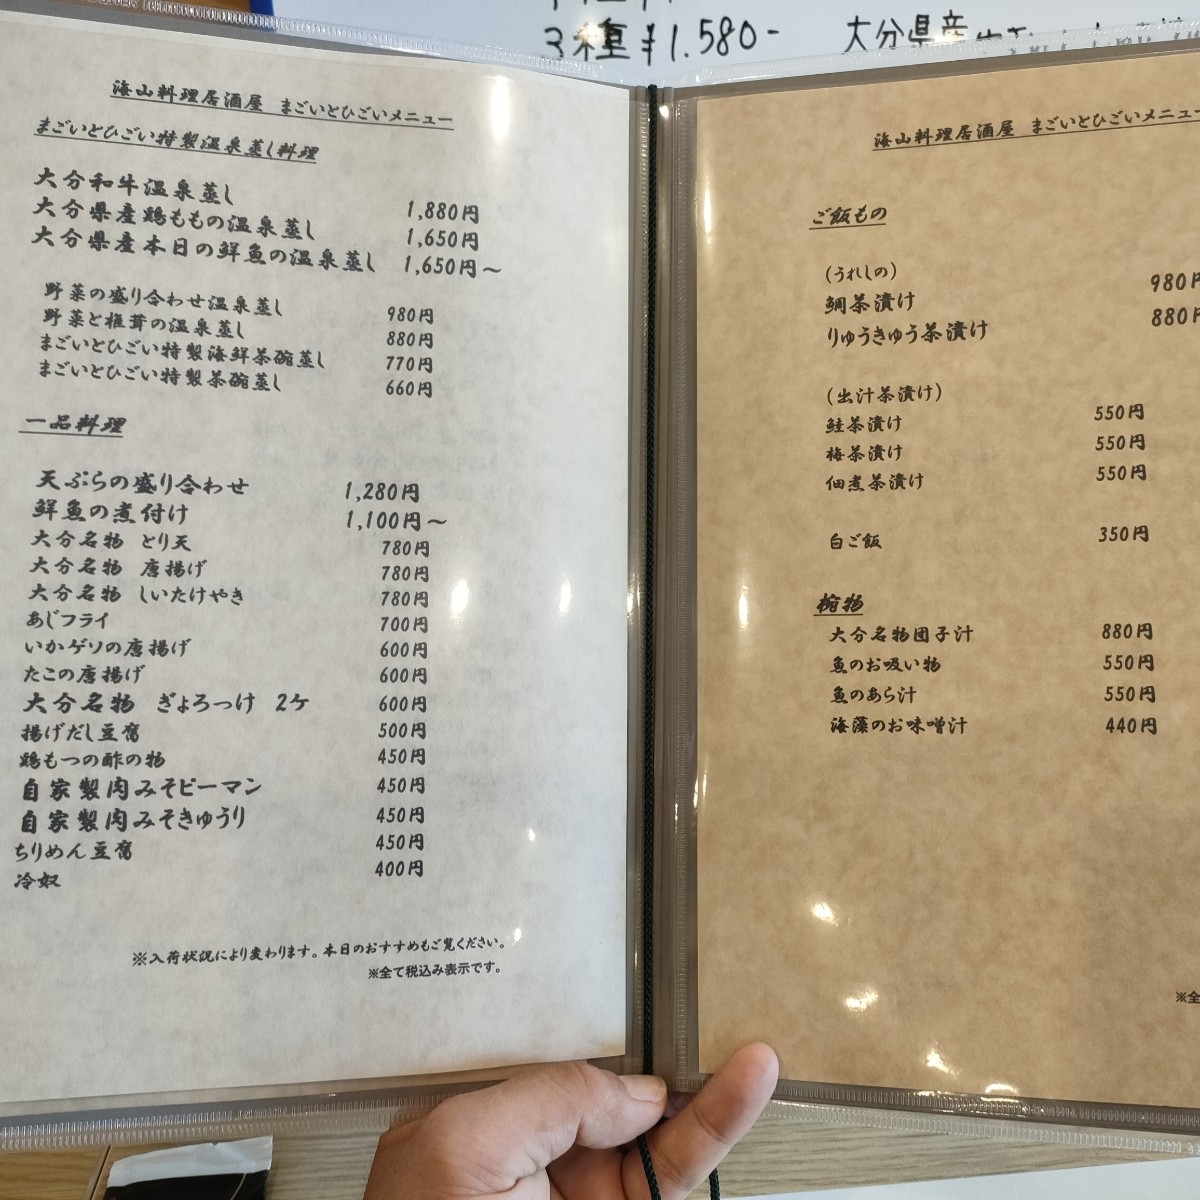 3種 ¥1.580-
大分県産
海山料理居酒屋 まごいとひごいメニュー
まごいとひごい特製温泉蒸し料理
大分和牛温泉蒸し 1,880円
大分県産鶏ももの温泉蒸し 1,650円
大分県産本日の鮮魚の温泉蒸し 1,650円～
野菜の盛り合わせ温泉蒸し 980円
野菜と椎茸の温泉蒸し 880円
まごいとひごい特製海鮮茶碗蒸し 770円
まごいとひごい特製茶碗蒸し 660円
一品料理
天ぷらの盛り合わせ 1,280円
鮮魚の煮付け 1,100円～
大分名物 とり天 780円
大分名物 唐揚げ 780円
大分名物 しいたけやき 780円
あじフライ 700円
いかゲソの唐揚げ 600円
たこの唐揚げ 600円
大分名物 ぎょろっけ 2ケ 600円
揚げだし豆腐 500円
鶏もつの酢の物 450円
自家製肉みそピーマン 450円
自家製肉みそきゅうり 450円
ちりめん豆腐 450円
冷奴 400円
※入荷状況により変わります。本日のおすすめもご覧ください。
※全て税込み表示です。
海山料理居酒屋 まごいとひごいメニュー
ご飯もの
(うれしの)
鯛茶漬け 980円
りゅうきゅう茶漬け 880円
(出汁茶漬け)
鮭茶漬け 550円
梅茶漬け 550円
佃煮茶漬け 550円
白ご飯 350円
椀物
大分名物団子汁 880円
魚のお吸い物 550円
魚のあら汁 550円
海藻のお味噌汁 440円
※全